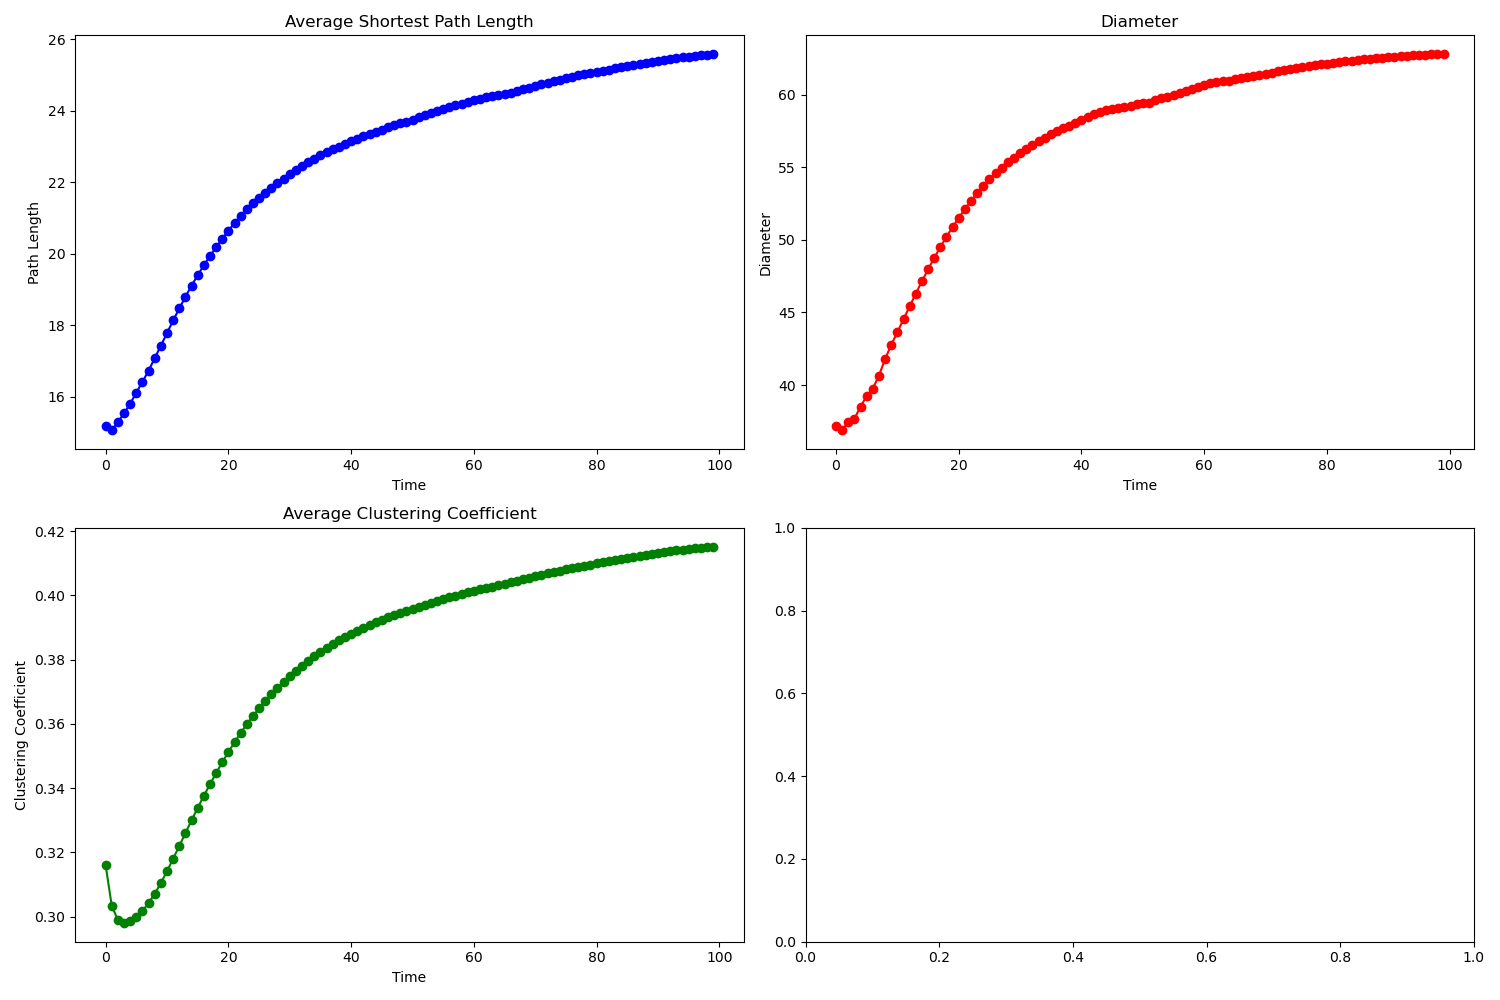 Average Shortest Path Length
26
24
22
20
18
16
Path Length
0 20 40 60 80 100
Time
Diameter
60
55
50
45
40
Diameter
0 20 40 60 80 100
Time
Average Clustering Coefficient
0.42
0.40
0.38
0.36
0.34
0.32
0.30
Clustering Coefficient
0 20 40 60 80 100
Time
1.0
0.8
0.6
0.4
0.2
0.0
0.0 0.2 0.4 0.6 0.8 1.0